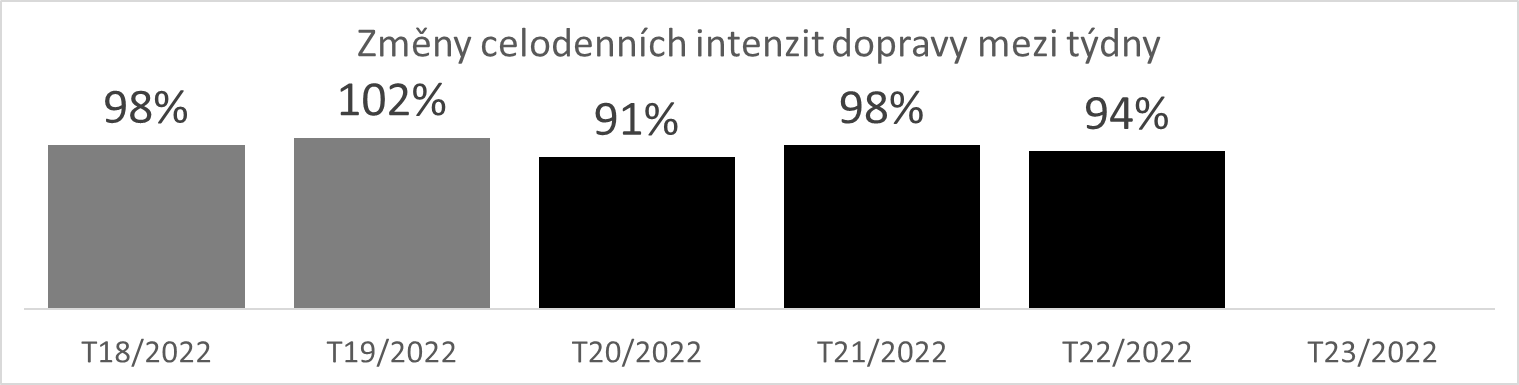 Změny celodenních intenzit dopravy mezi týdny
98% 102% 91% 98% 94%
T18/2022 T19/2022 T20/2022 T21/2022 T22/2022 T23/2022